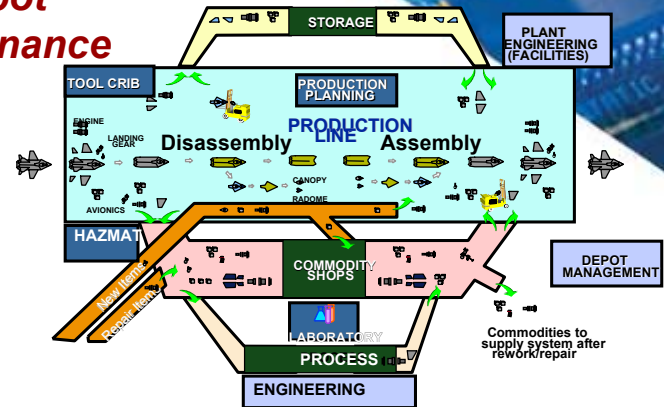 oot
nance
STORAGE
PLANT
ENGINEERING
(FACILITIES)
TOOL CRIB
PRODUCTION
PLANNING
ENGINE
LANDING
GEAR
Disassembly
PRODUCTION
LINE
Assembly
CANOPY
RADOME
AVIONICS
HAZMAT
New Items
Repair Items
COMMODITY
SHOPS
DEPOT
MANAGEMENT
LABORATORY
Commodities to
supply system after
rework/repair
PROCESS
ENGINEERING